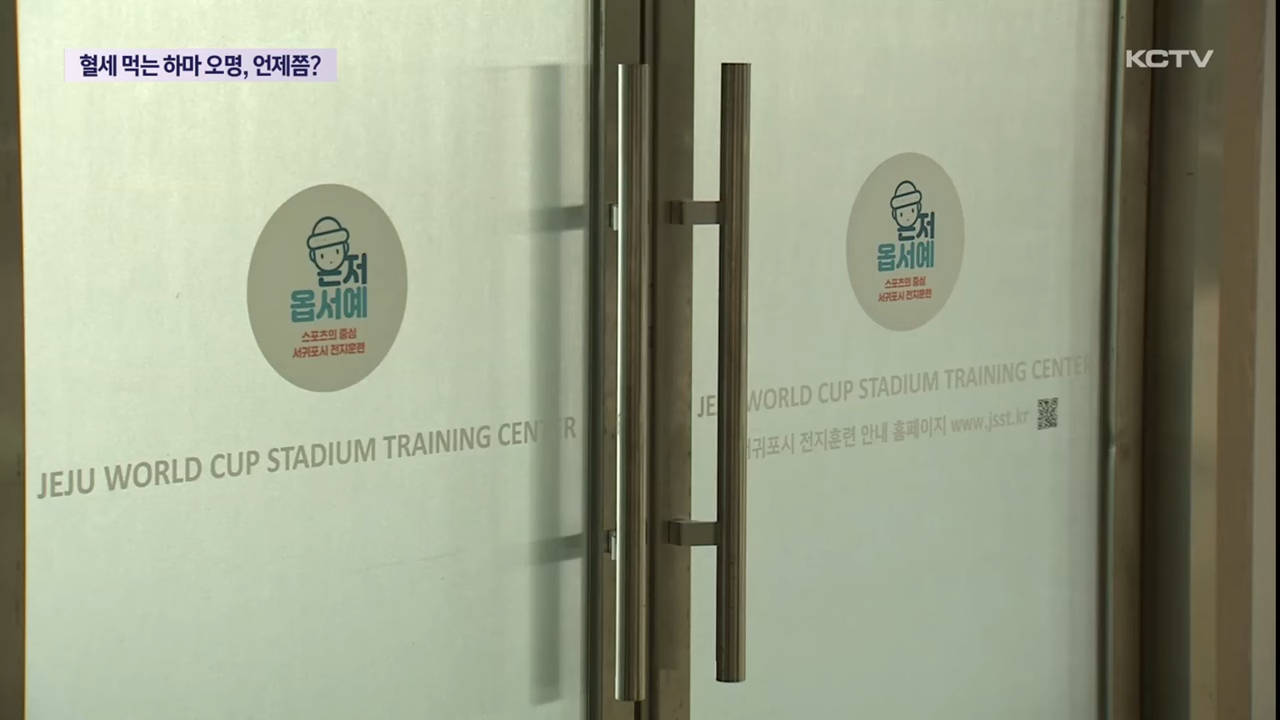 혈세 먹는 하마 오명, 언제쯤?
KCTV
혼저
옵서예
스포츠의 중심
서귀포시 전지훈련
JEJU WORLD CUP STADIUM TRAINING CENTER
혼저
옵서예
스포츠의 중심
서귀포시 전지훈련
JEJU WORLD CUP STADIUM TRAINING CENTER
서귀포시 전지훈련 안내 홈페이지 www.jsst.kr